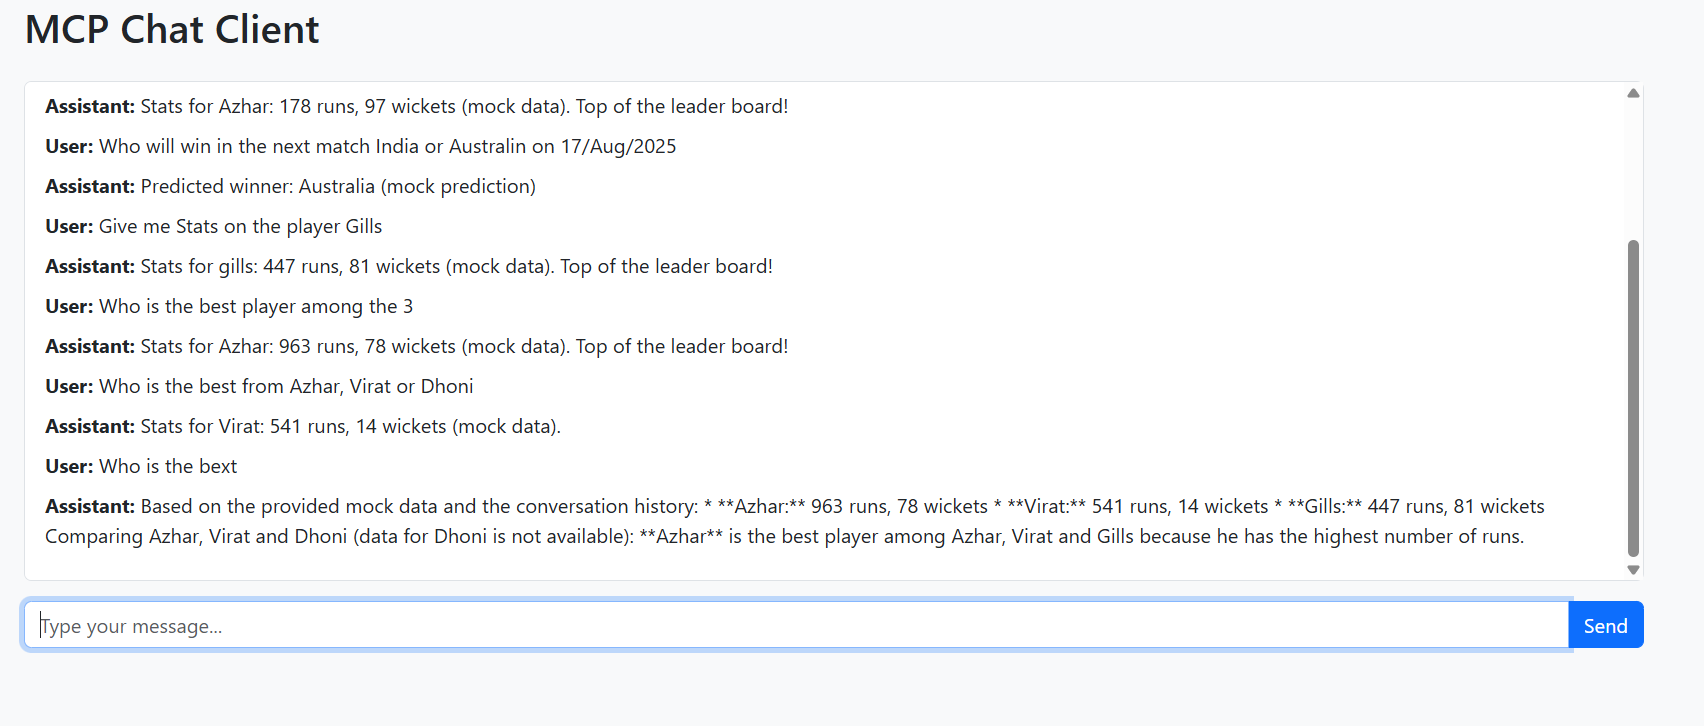 MCP Chat Client
Assistant: Stats for Azhar: 178 runs, 97 wickets (mock data). Top of the leader board!
User: Who will win in the next match India or Australin on 17/Aug/2025
Assistant: Predicted winner: Australia (mock prediction)
User: Give me Stats on the player Gills
Assistant: Stats for gills: 447 runs, 81 wickets (mock data). Top of the leader board!
User: Who is the best player among the 3
Assistant: Stats for Azhar: 963 runs, 78 wickets (mock data). Top of the leader board!
User: Who is the best from Azhar, Virat or Dhoni
Assistant: Stats for Virat: 541 runs, 14 wickets (mock data).
User: Who is the bext
Assistant: Based on the provided mock data and the conversation history: * **Azhar:** 963 runs, 78 wickets * **Virat:** 541 runs, 14 wickets * **Gills:** 447 runs, 81 wickets
Comparing Azhar, Virat and Dhoni (data for Dhoni is not available): **Azhar** is the best player among Azhar, Virat and Gills because he has the highest number of runs.
Type your message...
Send